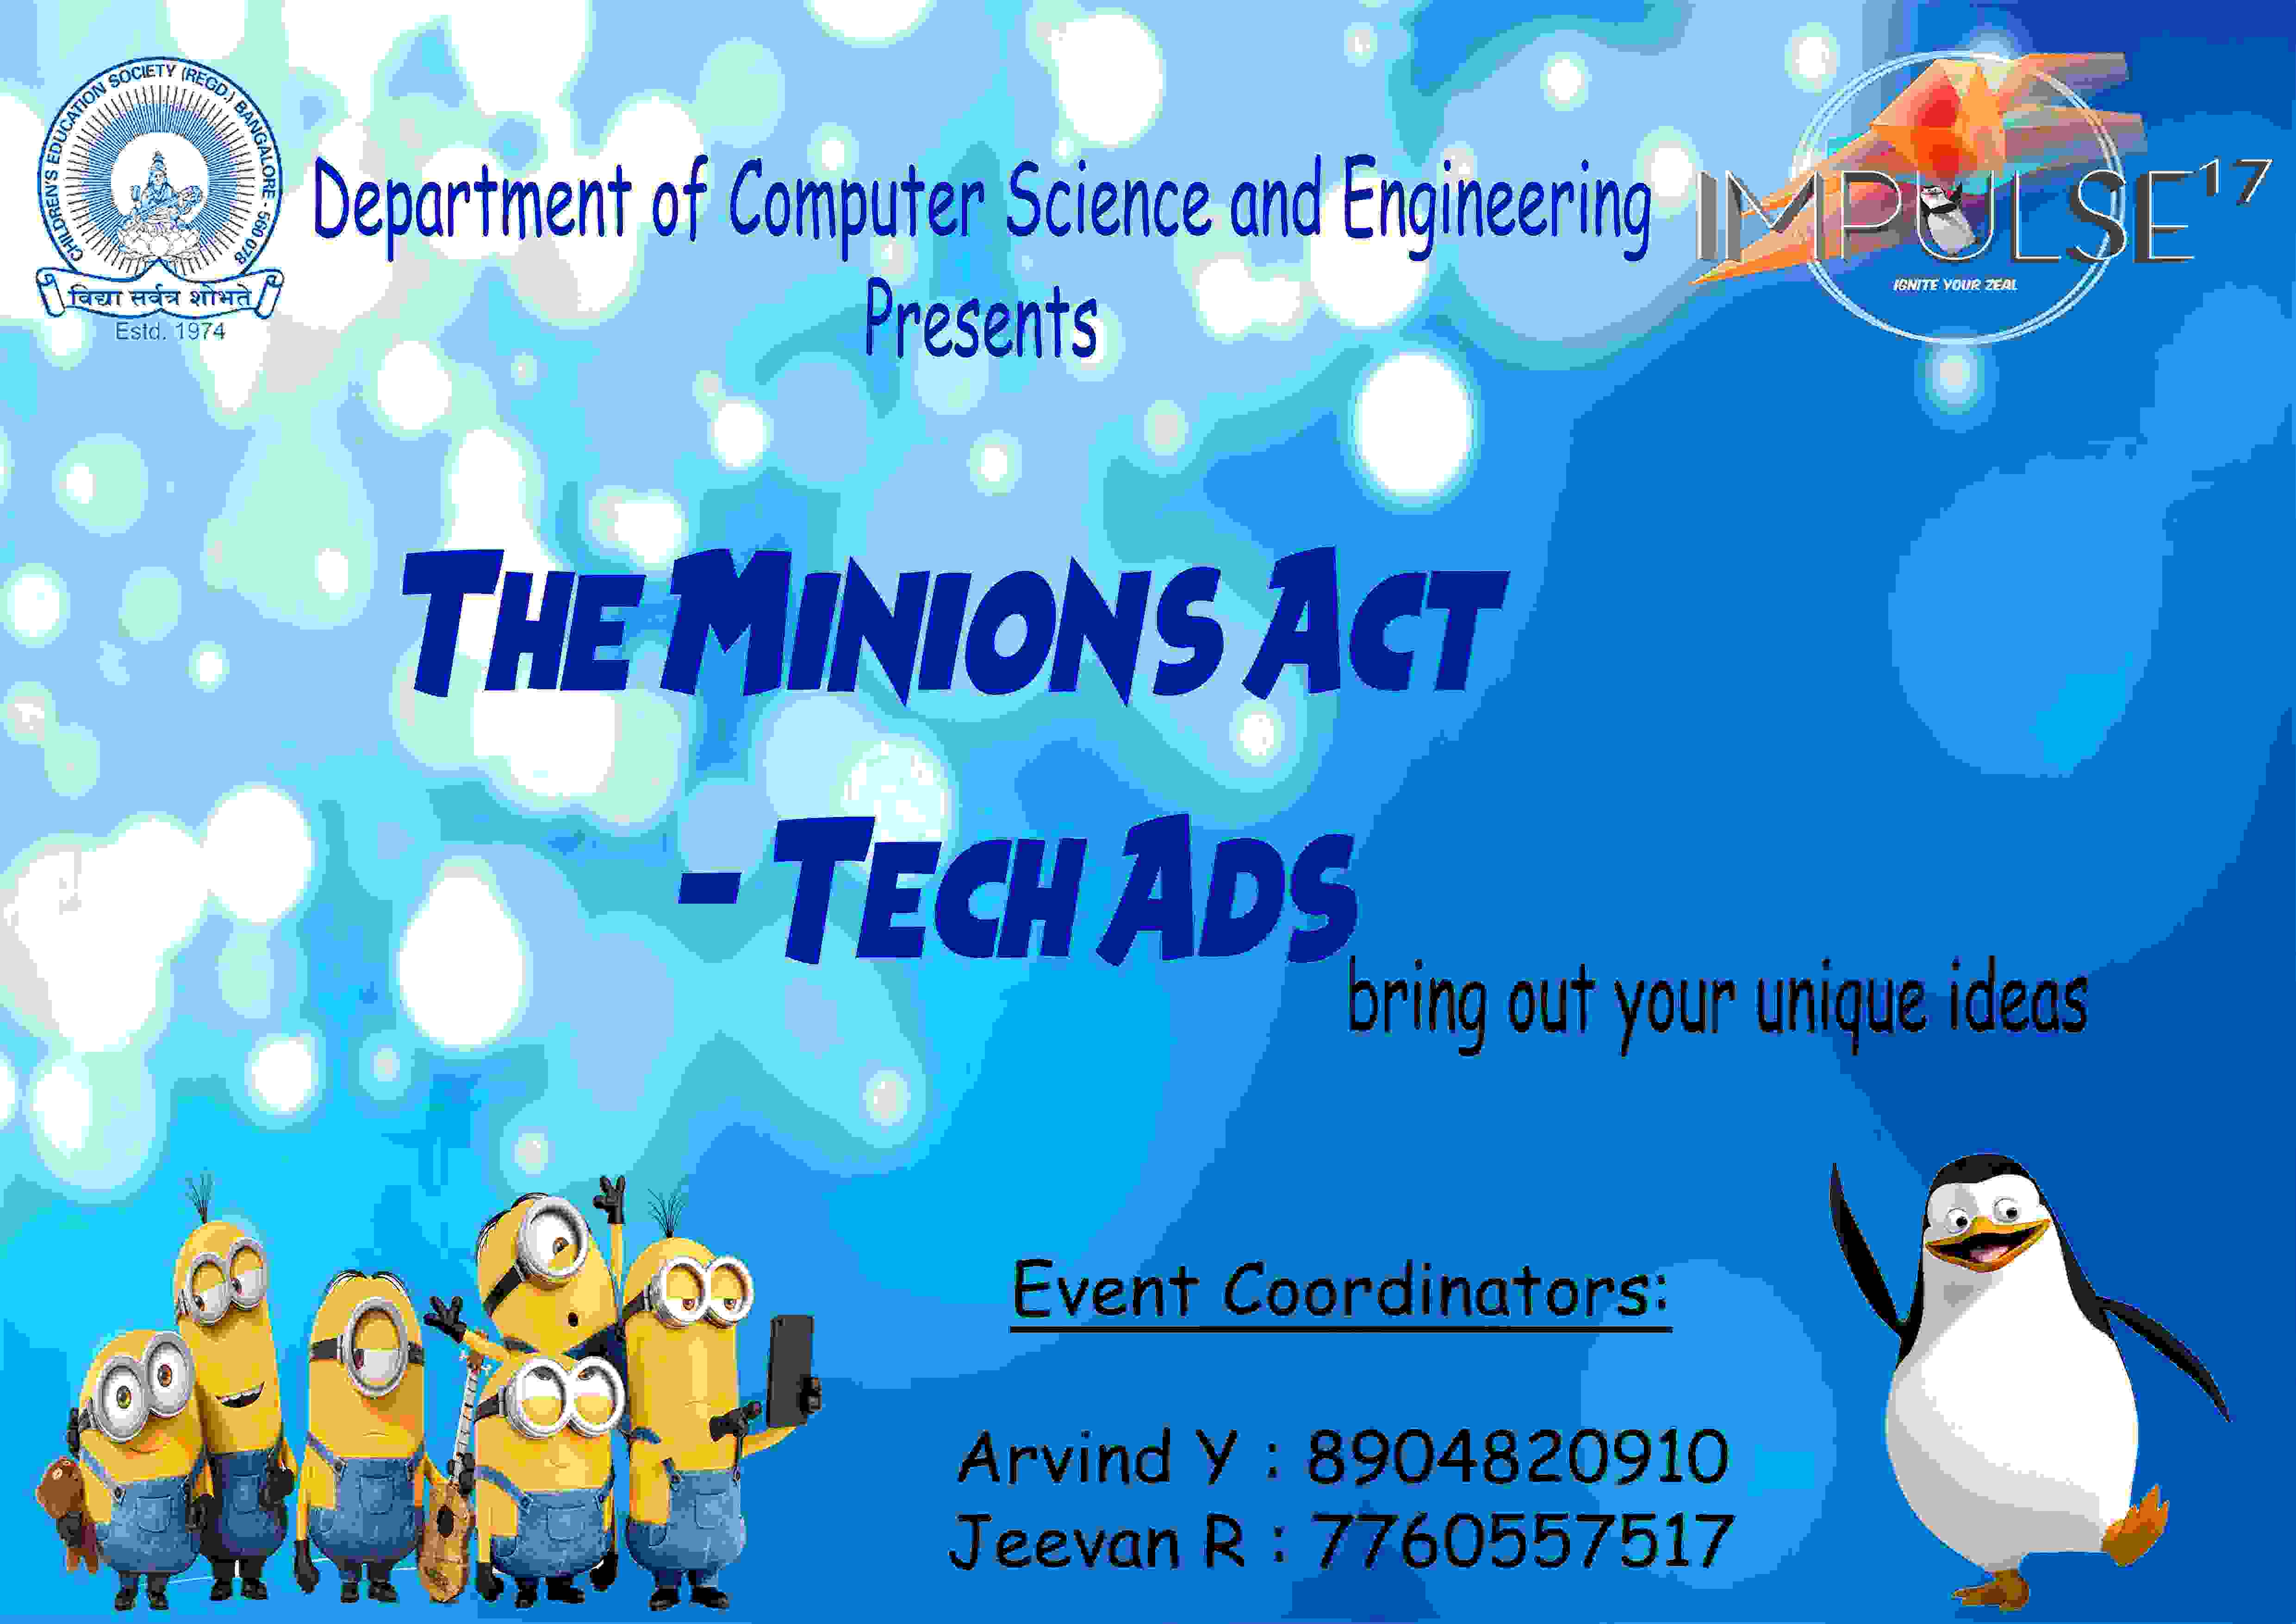 CHILDREN'S EDUCATION SOCIETY (REGD.) BANGALORE - 560 078
विद्या सर्वत्र शोभते
Estd. 1974
Department of Computer Science and Engineering
Presents
IMPULSE'17
IGNITE YOUR ZEAL
THE MINIONS ACT
- TECH ADS
bring out your unique ideas
Event Coordinators:
Arvind Y : 8904820910
Jeevan R : 7760557517